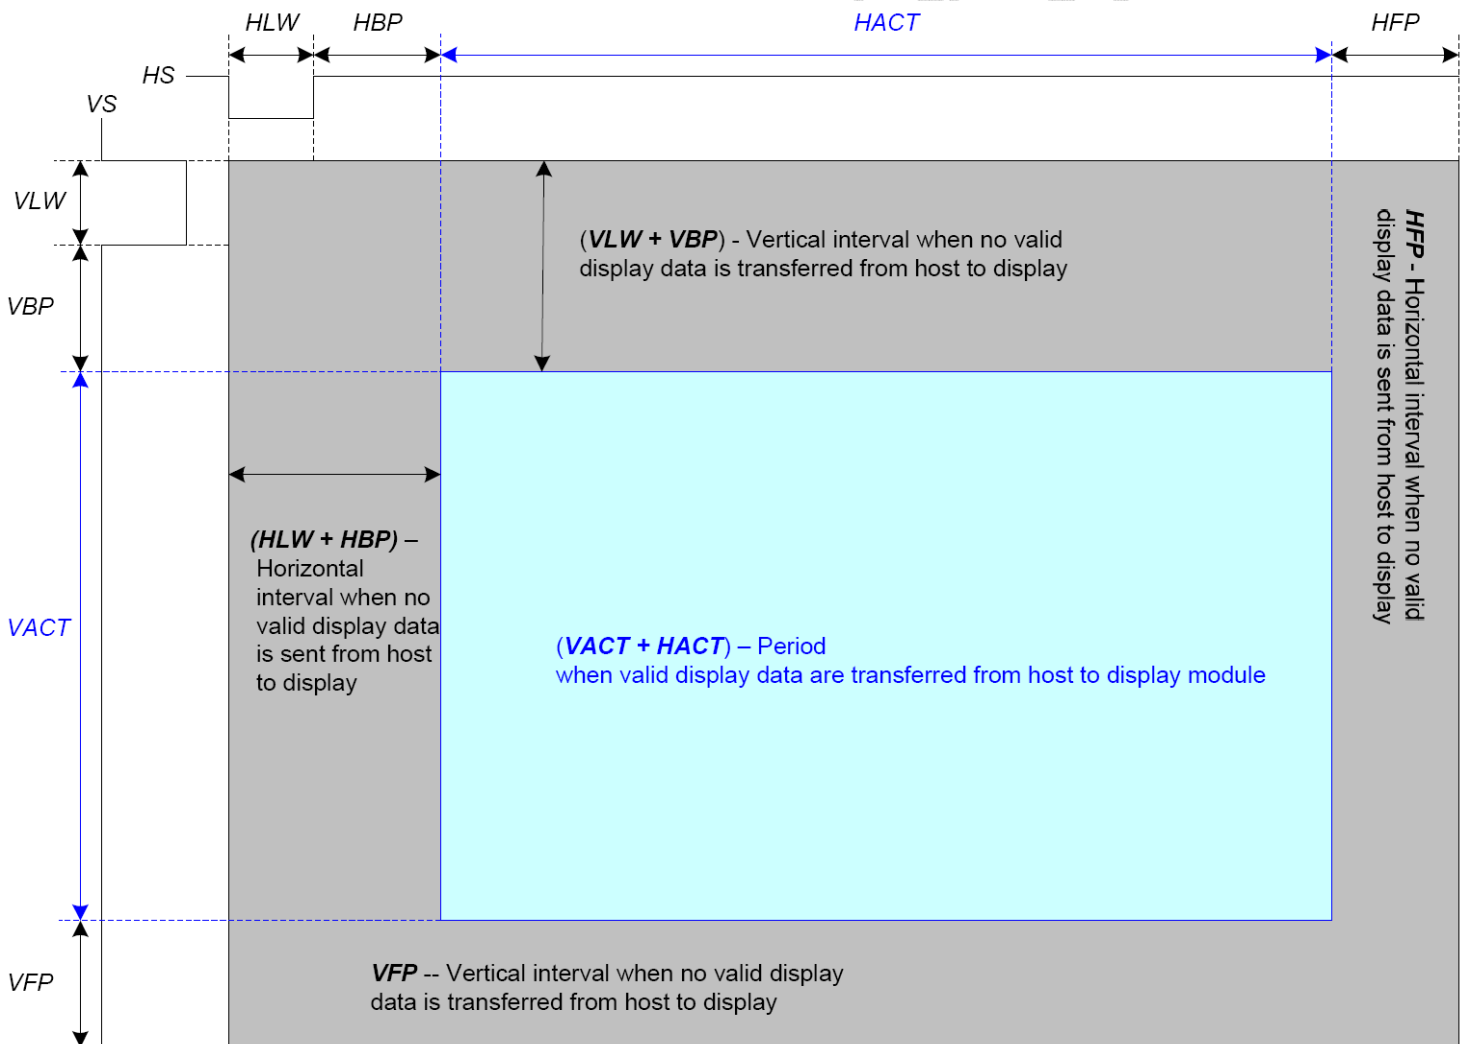 HLW
HBP
HACT
HFP
HS
VS
VLW
(VLW + VBP) - Vertical interval when no valid
display data is transferred from host to display
HFP - Horizontal interval when no valid
display data is sent from host to display
VBP
(HLW + HBP) –
Horizontal
interval when no
valid display data
is sent from host
to display
VACT
(VACT + HACT) – Period
when valid display data are transferred from host to display module
VFP
VFP -- Vertical interval when no valid display
data is transferred from host to display